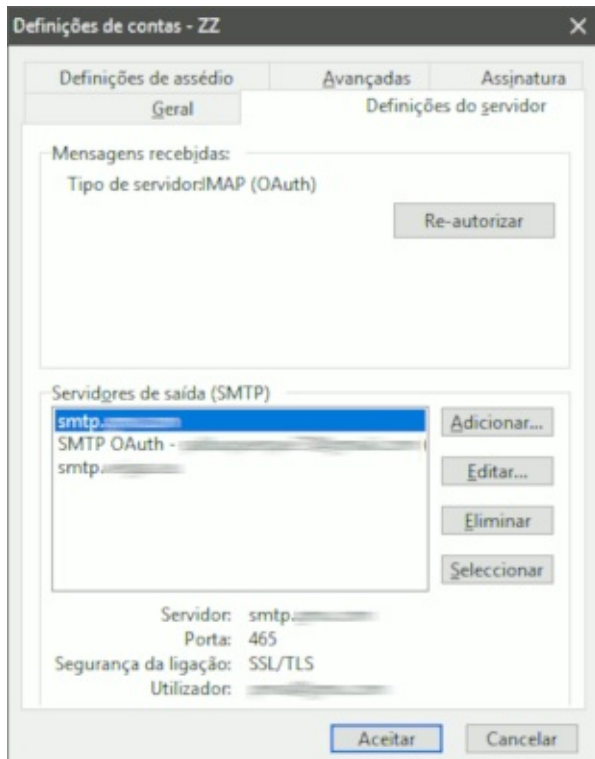 Definições de contas - ZZ
Definições de assédio Avançadas Assinatura
Geral Definições do servidor
Mensagens recebidas:
Tipo de servidor:IMAP (OAuth)
Re-autorizar
Servidores de saída (SMTP)
smtp.
SMTP OAuth -
smtp.
Adicionar...
Editar...
Eliminar
Seleccionar
Servidor: smtp.
Porta: 465
Segurança da ligação: SSL/TLS
Utilizador:
Aceitar Cancelar